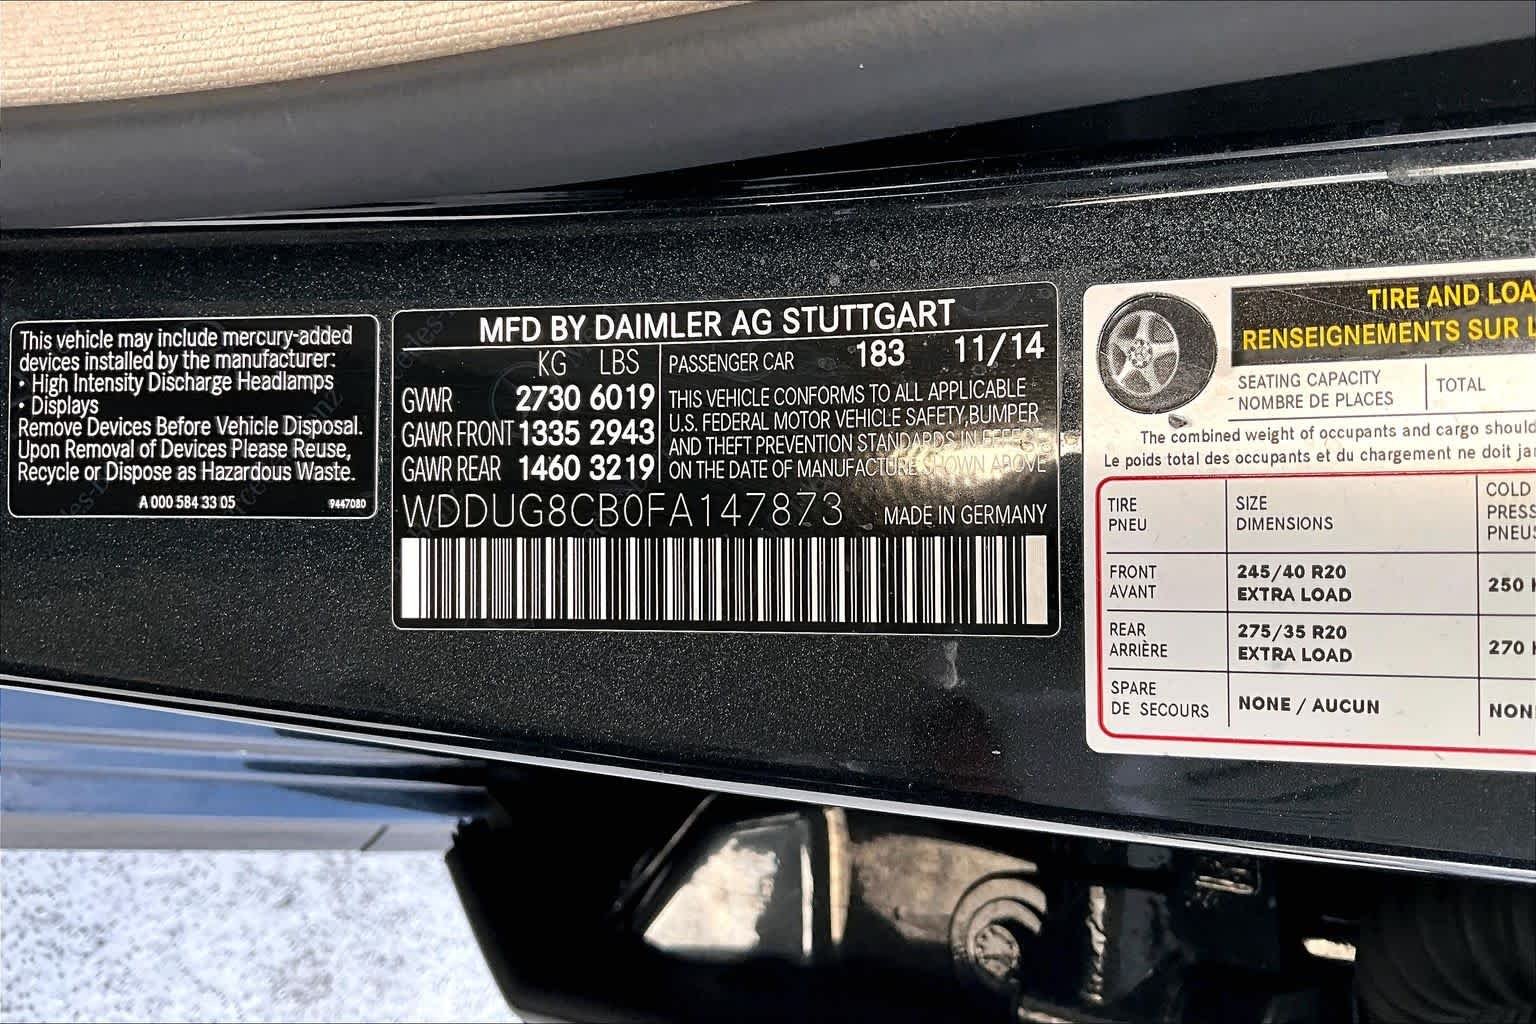 This vehicle may include mercury-added
devices installed by the manufacturer:
• High Intensity Discharge Headlamps
• Displays
Remove Devices Before Vehicle Disposal.
Upon Removal of Devices Please Reuse,
Recycle or Dispose as Hazardous Waste.
A 000 584 33 05 9447080
MFD BY DAIMLER AG STUTTGART
KG LBS
GVWR 2730 6019
GAWR FRONT 1335 2943
GAWR REAR 1460 3219
PASSENGER CAR 183 11/14
THIS VEHICLE CONFORMS TO ALL APPLICABLE
U.S. FEDERAL MOTOR VEHICLE SAFETY, BUMPER
AND THEFT PREVENTION STANDARDS IN EFFECT
ON THE DATE OF MANUFACTURE SHOWN ABOVE
WDDUG8CB0FA147873 MADE IN GERMANY
TIRE AND LOA
RENSEIGNEMENTS SUR
SEATING CAPACITY
NOMBRE DE PLACES
TOTAL
The combined weight of occupants and cargo should
Le poids total des occupants et du chargement ne doit
TIRE
PNEU
SIZE
DIMENSIONS
COLD
PRESS
PNEUS
FRONT
AVANT
245/40 R20
EXTRA LOAD
250
REAR
ARRIÈRE
275/35 R20
EXTRA LOAD
270
SPARE
DE SECOURS
NONE / AUCUN
NON